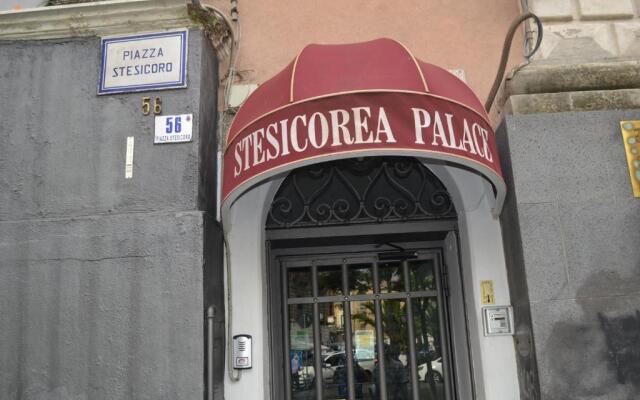 PIAZZA
STESICORO
56
56
PIAZZA STESICORO
STESICOREA PALACE